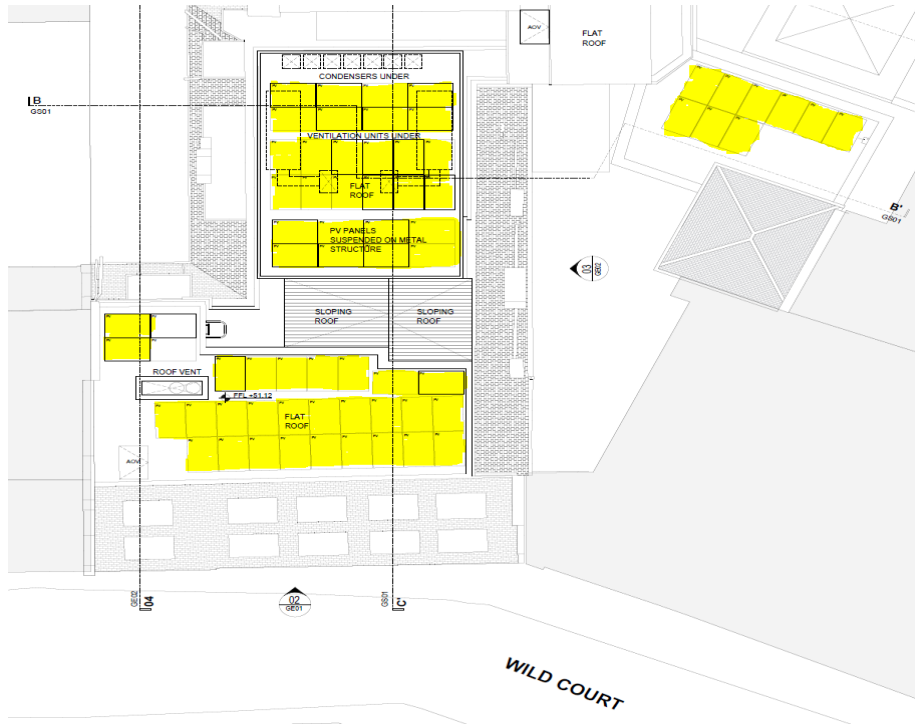 AOV
FLAT
ROOF
CONDENSERS UNDER
B
GS01
VENTILATION UNITS UNDER
FLAT
ROOF
PV PANELS
SUSPENDED ON METAL
STRUCTURE
B'
GS01
03
GE02
SLOPING
ROOF
SLOPING
ROOF
ROOF VENT
FFL +51.12
FLAT
ROOF
AOV
GE02
04
02
GE01
GS01
C'
WILD COURT